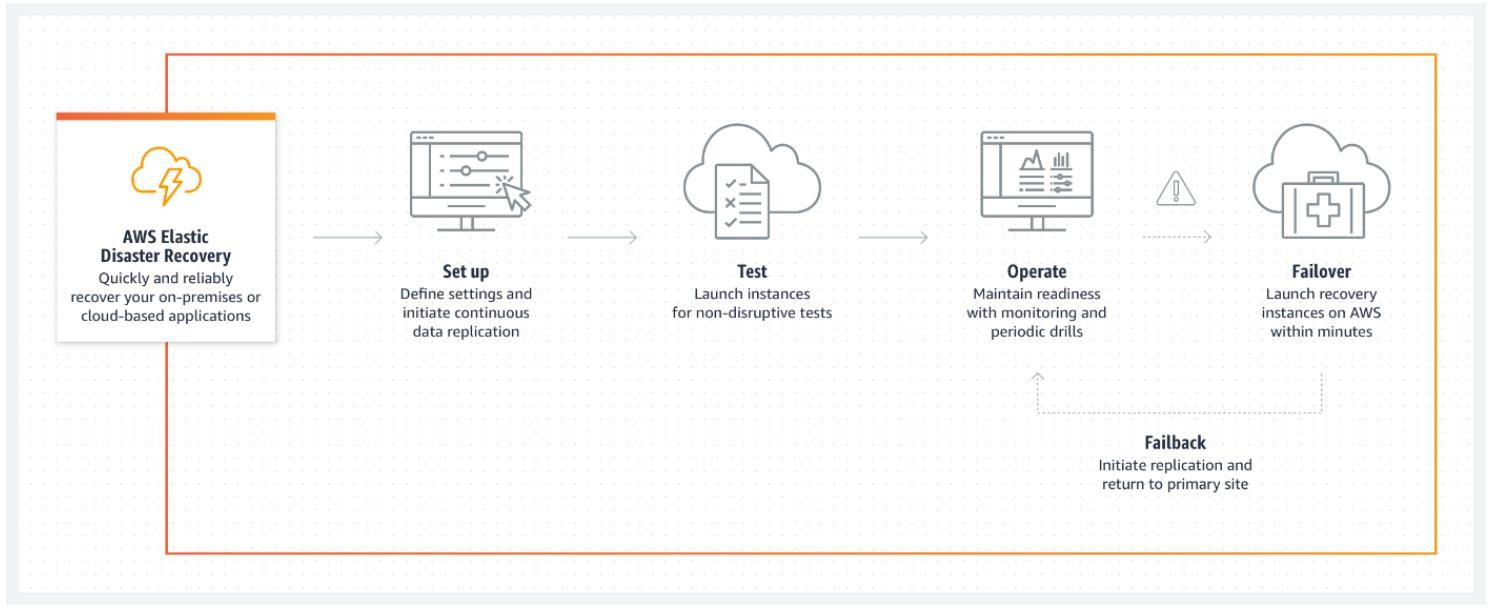 AWS Elastic
Disaster Recovery
Quickly and reliably
recover your on-premises or
cloud-based applications
Set up
Define settings and
initiate continuous
data replication
Test
Launch instances
for non-disruptive tests
Operate
Maintain readiness
with monitoring and
periodic drills
Failover
Launch recovery
instances on AWS
within minutes
Failback
Initiate replication and
return to primary site